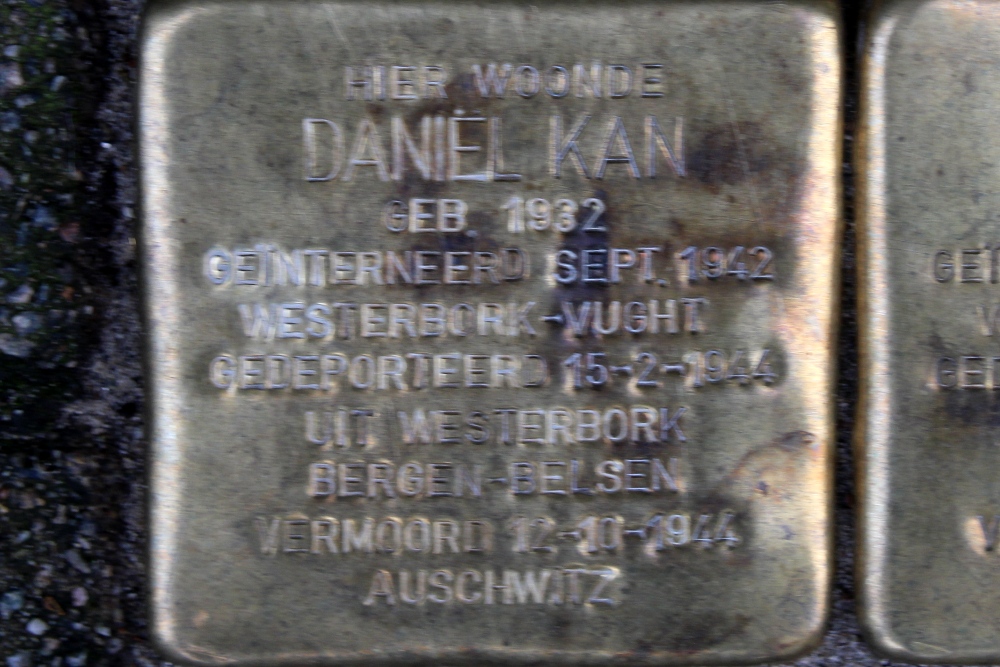 HIER WOONDE
DANIËL KAN
GEB. 1932
GEÏNTERNEERD SEPT. 1942
WESTERBORK-VUGHT
GEDEPORTEERD 15-2-1944
UIT WESTERBORK
BERGEN-BELSEN
VERMOORD 12-10-1944
AUSCHWITZ